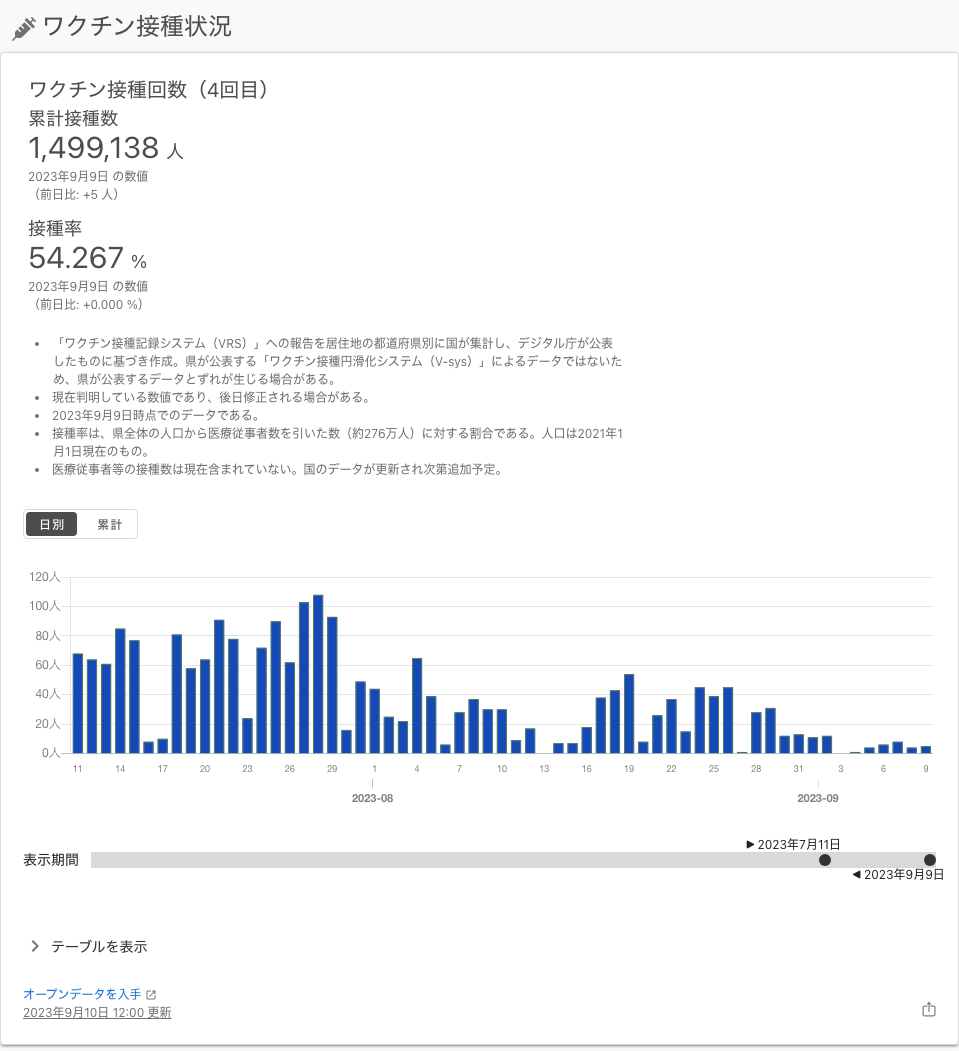 ワクチン接種状況
ワクチン接種回数（4回目）
累計接種数
1,499,138 人
2023年9月9日 の数値
（前日比: +5 人）
接種率
54.267 %
2023年9月9日 の数値
（前日比: +0.000 %）
• 「ワクチン接種記録システム（VRS）」への報告を居住地の都道府県別に国が集計し、デジタル庁が公表
したものに基づき作成。県が公表する「ワクチン接種円滑化システム（V-sys）」によるデータではないた
め、県が公表するデータとずれが生じる場合がある。
• 現在判明している数値であり、後日修正される場合がある。
• 2023年9月9日時点でのデータである。
• 接種率は、県全体の人口から医療従事者数を引いた数（約276万人）に対する割合である。人口は2021年1
月1日現在のもの。
• 医療従事者等の接種数は現在含まれていない。国のデータが更新され次第追加予定。
日別 累計
120人
100人
80人
60人
40人
20人
0人
11 14 17 20 23 26 29 1 4 7 10 13 16 19 22 25 28 31 3 6 9
2023-08 2023-09
▶ 2023年7月11日
表示期間
◀ 2023年9月9日
テーブルを表示
オープンデータを入手
2023年9月10日 12:00 更新